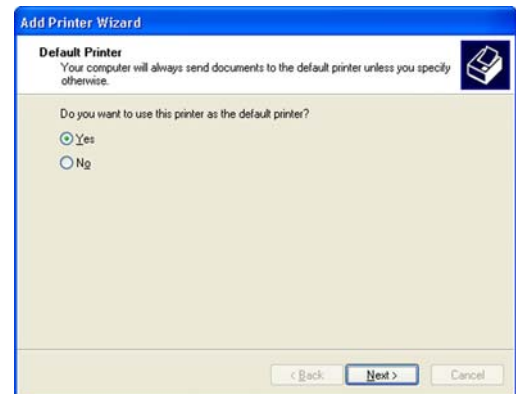 Add Printer Wizard
Default Printer
Your computer will always send documents to the default printer unless you specify
otherwise.
Do you want to use this printer as the default printer?
Yes
No
< Back
Next >
Cancel